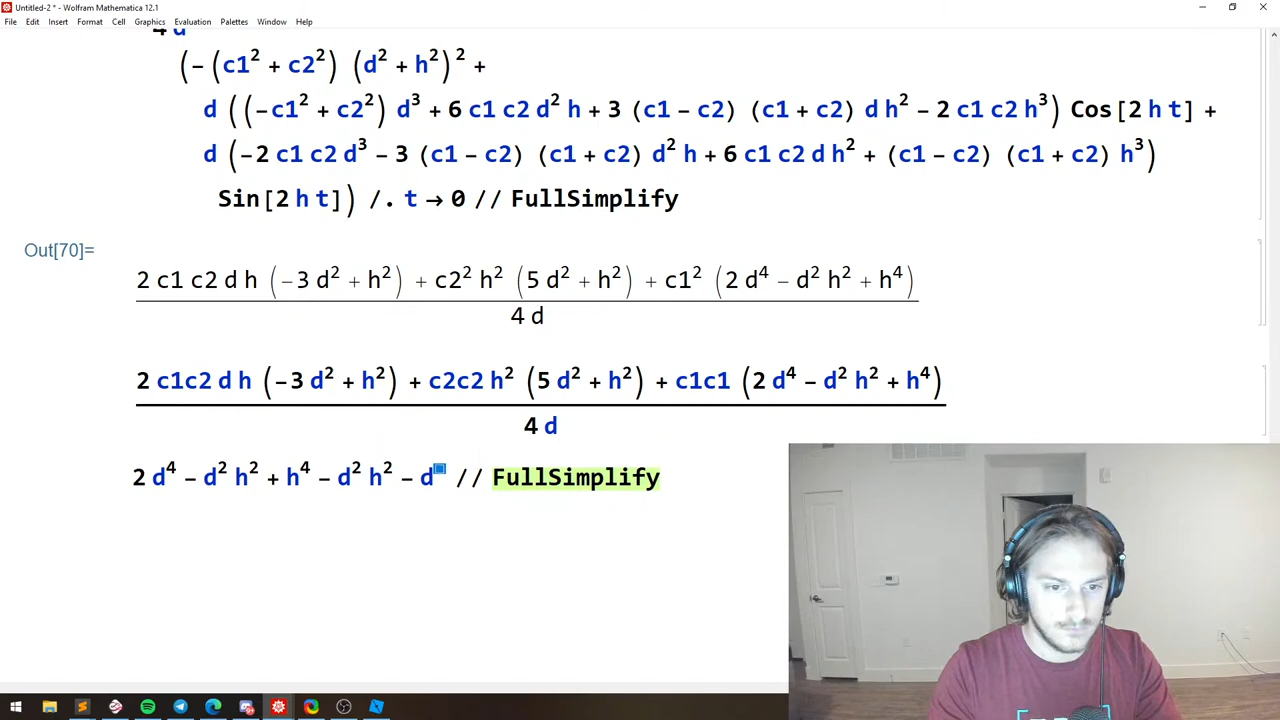 Untitled-2 * - Wolfram Mathematica 12.1
File Edit Insert Format Cell Graphics Evaluation Palettes Window Help
4 d
(- (c1² + c2²) (d² + h²)² +
d ((-c1² + c2²) d³ + 6 c1 c2 d² h + 3 (c1 - c2) (c1 + c2) d h² - 2 c1 c2 h³) Cos[2 h t] +
d (-2 c1 c2 d³ - 3 (c1 - c2) (c1 + c2) d² h + 6 c1 c2 d h² + (c1 - c2) (c1 + c2) h³)
Sin[2 h t]) /. t → 0 // FullSimplify
Out[70]=
2 c1 c2 d h (-3 d² + h²) + c2² h² (5 d² + h²) + c1² (2 d⁴ - d² h² + h⁴)
4 d
2 c1c2 d h (-3 d² + h²) + c2c2 h² (5 d² + h²) + c1c1 (2 d⁴ - d² h² + h⁴)
4 d
2 d⁴ - d² h² + h⁴ - d² h² - d // FullSimplify